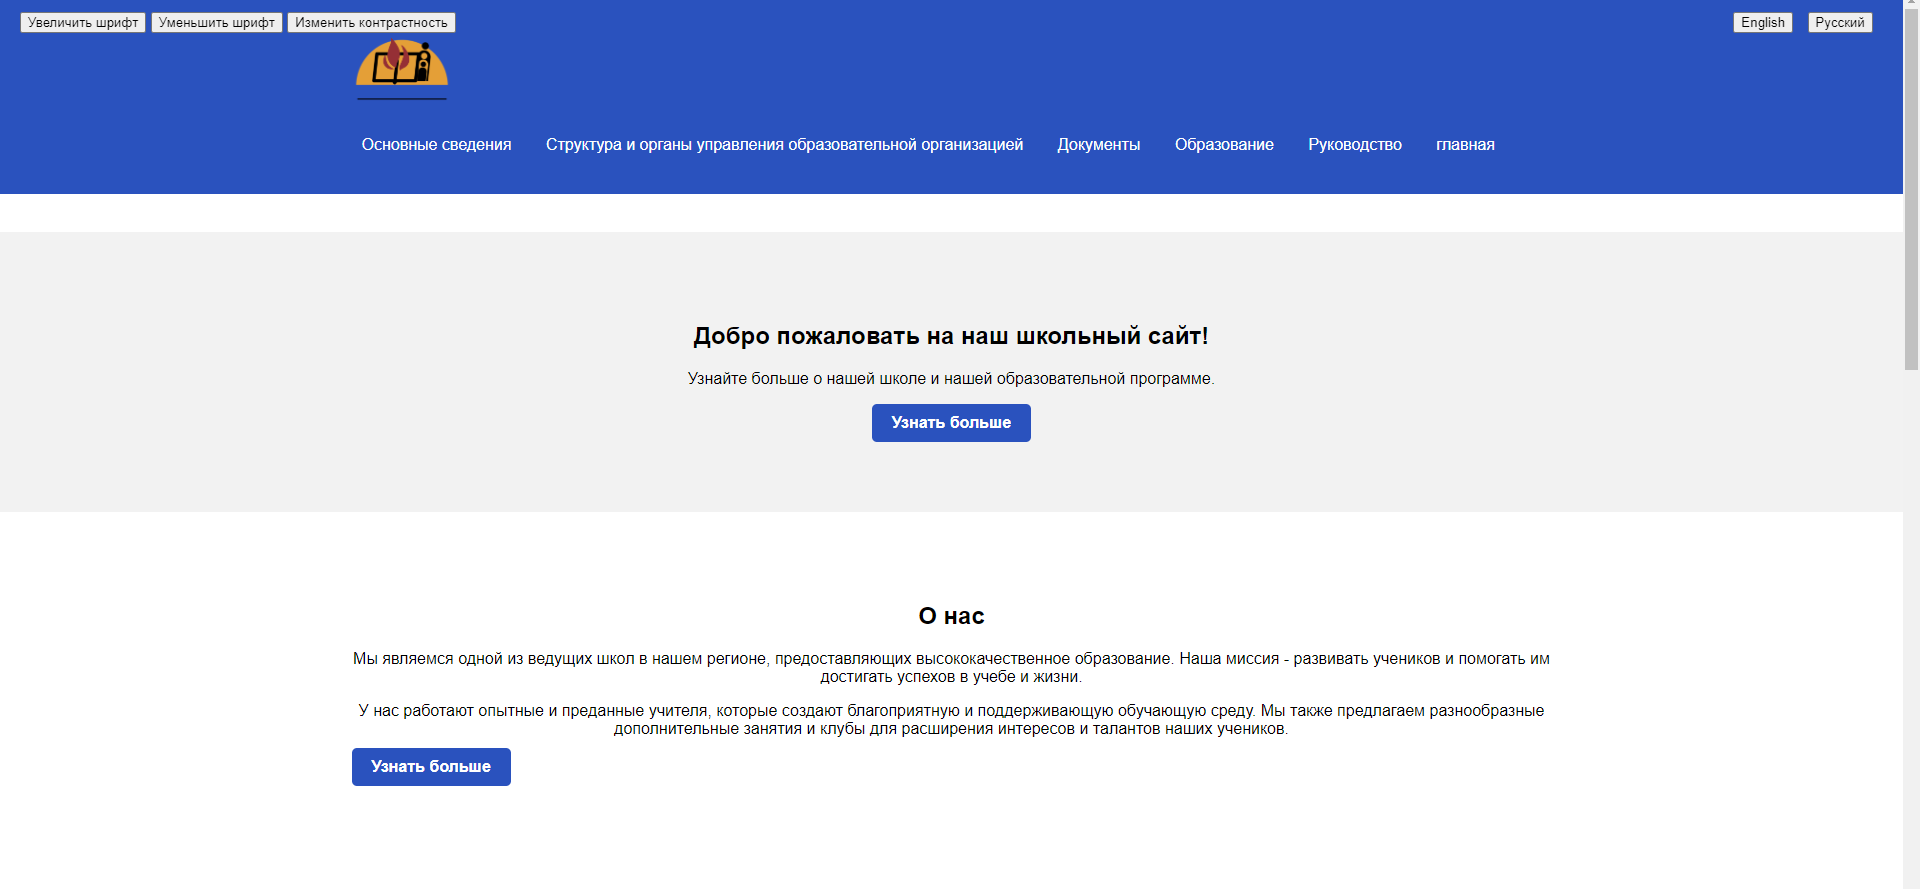 Увеличить шрифт Уменьшить шрифт Изменить контрастность English Русский
Основные сведения Структура и органы управления образовательной организацией Документы Образование Руководство главная
Добро пожаловать на наш школьный сайт!
Узнайте больше о нашей школе и нашей образовательной программе.
Узнать больше
О нас
Мы являемся одной из ведущих школ в нашем регионе, предоставляющих высококачественное образование. Наша миссия - развивать учеников и помогать им
достигать успехов в учебе и жизни.
У нас работают опытные и преданные учителя, которые создают благоприятную и поддерживающую обучающую среду. Мы также предлагаем разнообразные
дополнительные занятия и клубы для расширения интересов и талантов наших учеников.
Узнать больше